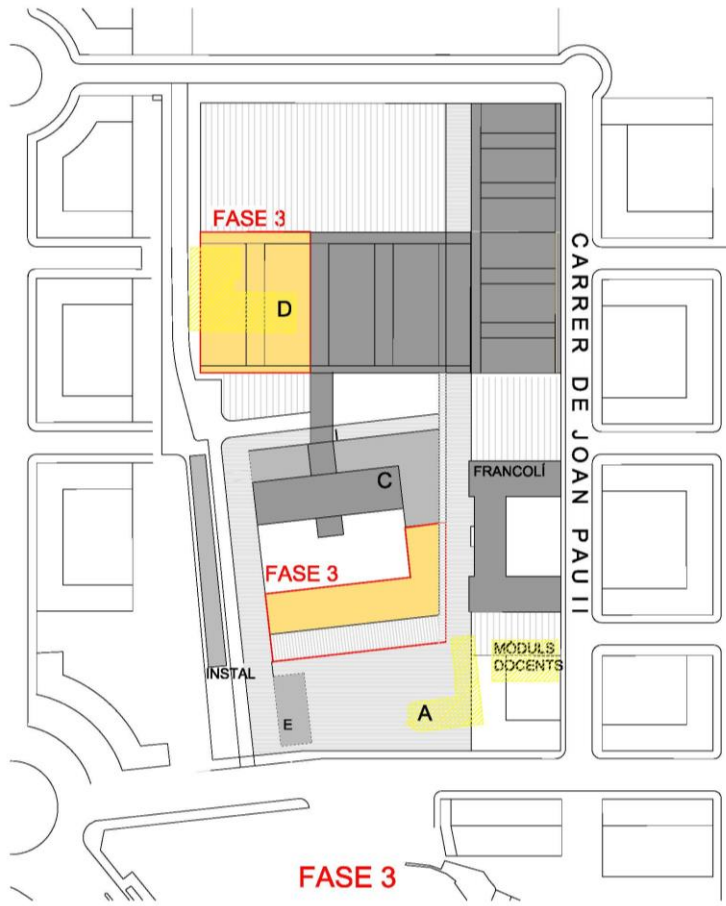 FASE 3
D
CARRER DE JOAN PAU II
C
FRANCOLÍ
FASE 3
MÒDULS
DOCENTS
INSTAL
A
E
FASE 3